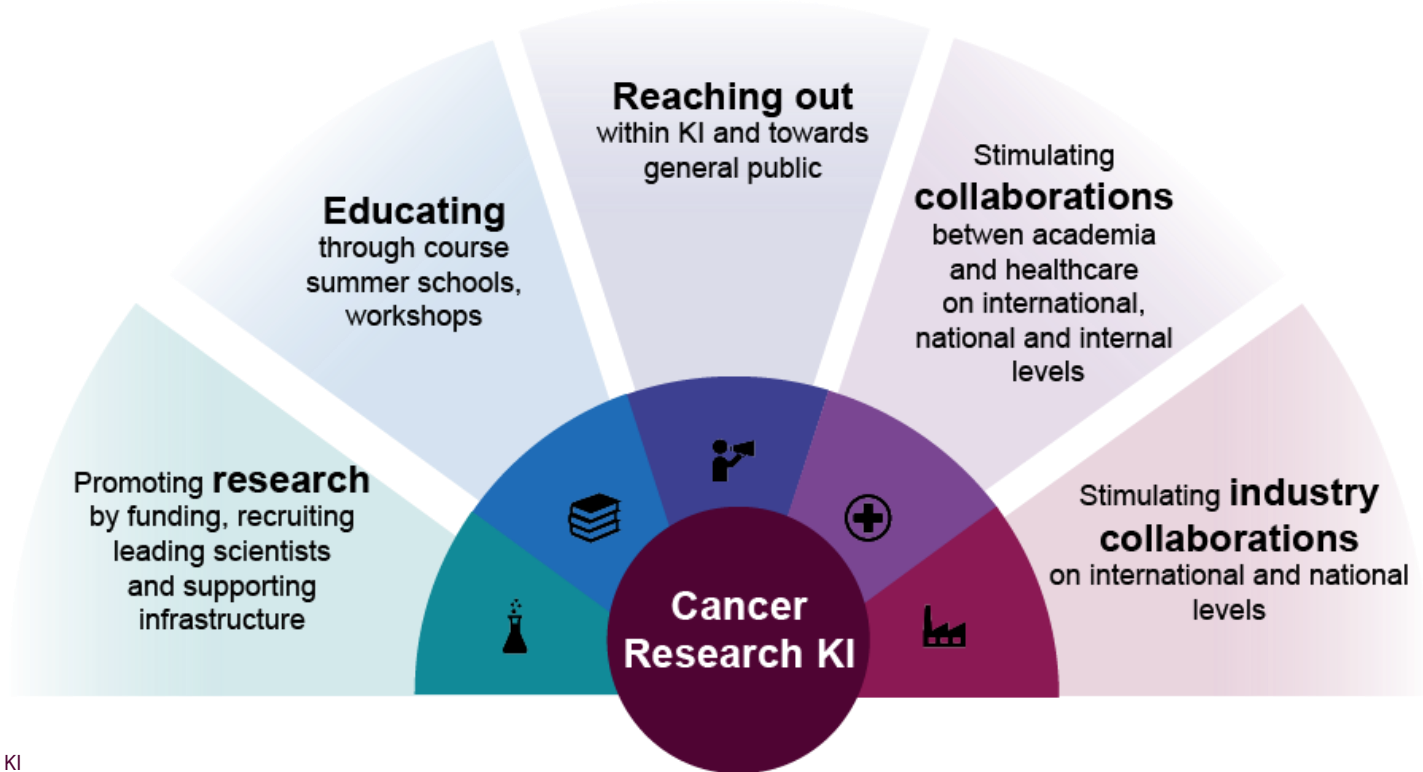 Reaching out
within KI and towards
general public
Educating
through course
summer schools,
workshops
Stimulating
collaborations
betwen academia
and healthcare
on international,
national and internal
levels
Promoting research
by funding, recruiting
leading scientists
and supporting
infrastructure
Stimulating industry
collaborations
on international and national
levels
Cancer
Research KI
KI